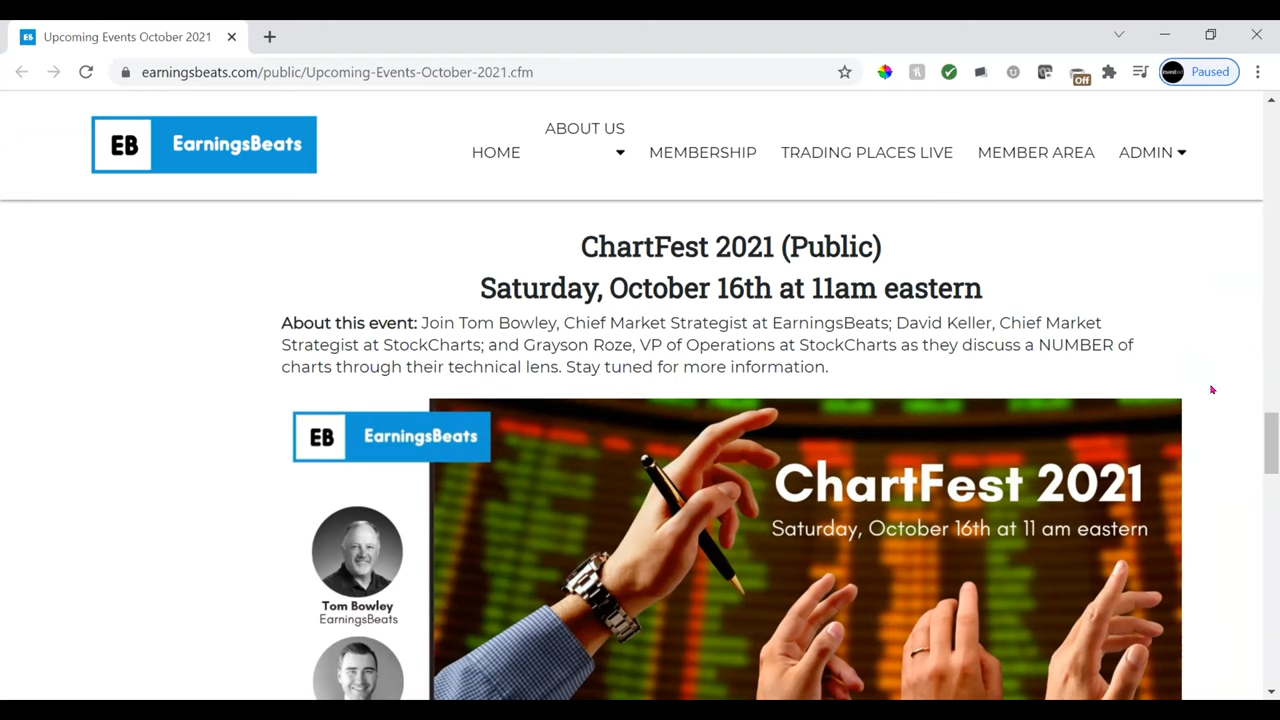 EB Upcoming Events October 2021
earningsbeats.com/public/Upcoming-Events-October-2021.cfm
Off
Paused
EB EarningsBeats
HOME
ABOUT US
MEMBERSHIP
TRADING PLACES LIVE
MEMBER AREA
ADMIN
ChartFest 2021 (Public)
Saturday, October 16th at 11am eastern
About this event: Join Tom Bowley, Chief Market Strategist at EarningsBeats; David Keller, Chief Market
Strategist at StockCharts; and Grayson Roze, VP of Operations at StockCharts as they discuss a NUMBER of
charts through their technical lens. Stay tuned for more information.
EB EarningsBeats
ChartFest 2021
Saturday, October 16th at 11 am eastern
Tom Bowley
EarningsBeats